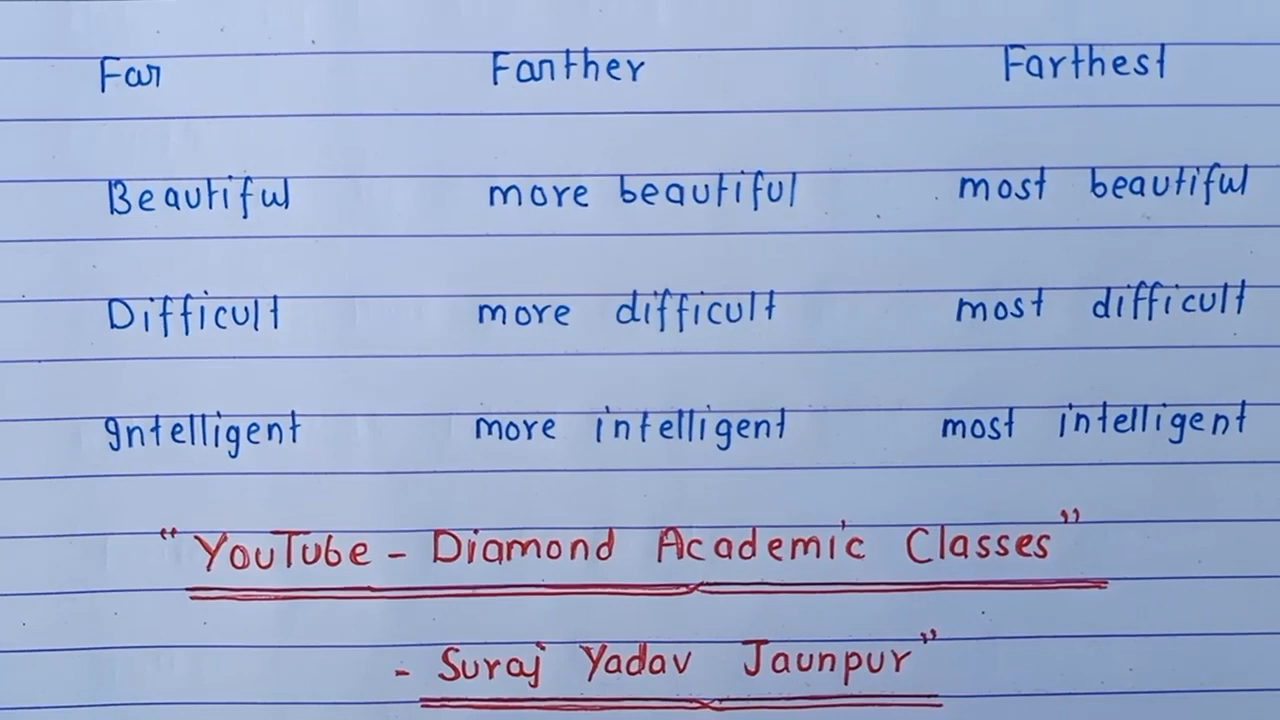 Far Farther Farthest
Beautiful more beautiful most beautiful
Difficult more difficult most difficult
Intelligent more intelligent most intelligent
“YouTube - Diamond Academic Classes”
- Suraj Yadav Jaunpur”